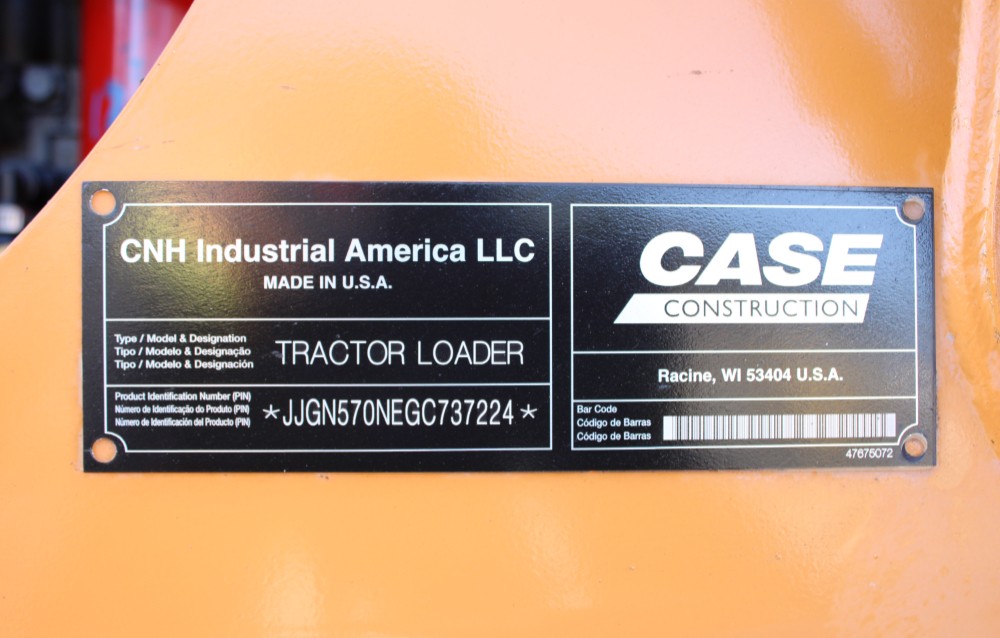 CNH Industrial America LLC
MADE IN U.S.A.
Type / Model & Designation
Tipo / Modelo & Designação
Tipo / Modelo & Designación
TRACTOR LOADER
Product Identification Number (PIN)
Número de Identificação do Produto (PIN)
Número de Identificación del Producto (PIN)
*JJGN570NEGC737224*
CASE
CONSTRUCTION
Racine, WI 53404 U.S.A.
Bar Code
Código de Barras
Código de Barras
47675072